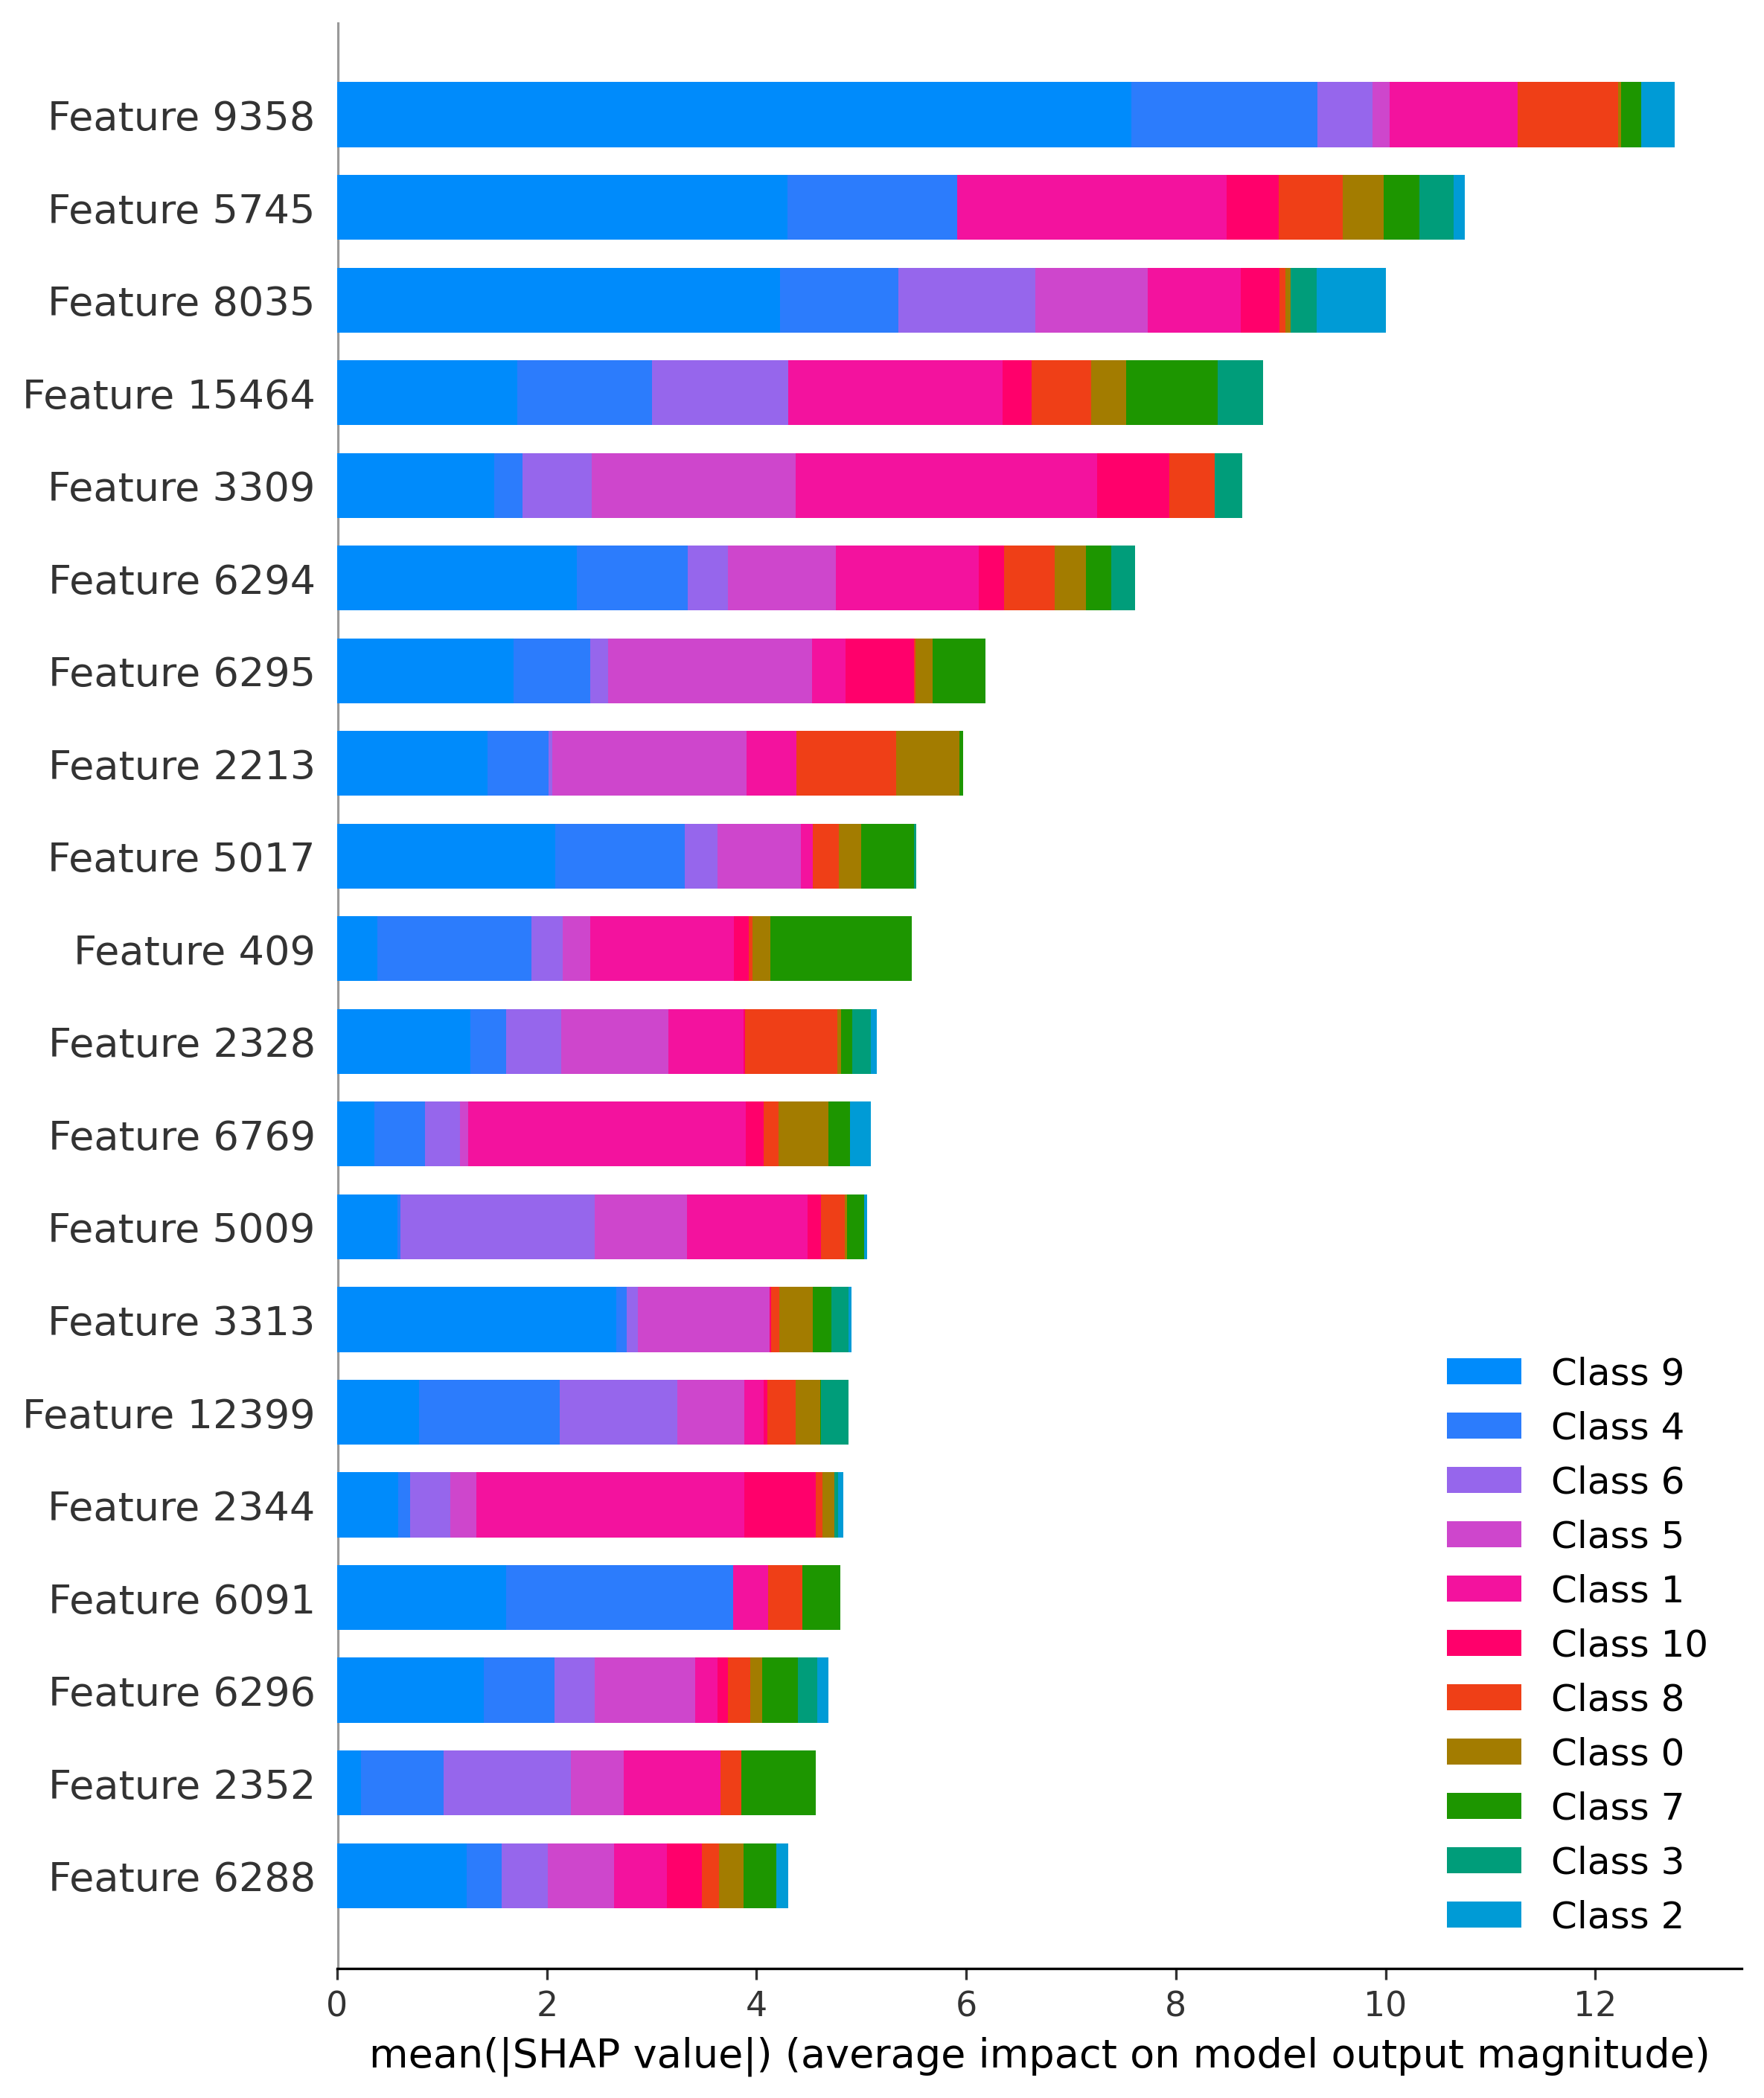 Feature 9358
Feature 5745
Feature 8035
Feature 15464
Feature 3309
Feature 6294
Feature 6295
Feature 2213
Feature 5017
Feature 409
Feature 2328
Feature 6769
Feature 5009
Feature 3313
Feature 12399
Feature 2344
Feature 6091
Feature 6296
Feature 2352
Feature 6288
Class 9
Class 4
Class 6
Class 5
Class 1
Class 10
Class 8
Class 0
Class 7
Class 3
Class 2
0 2 4 6 8 10 12
mean(|SHAP value|) (average impact on model output magnitude)